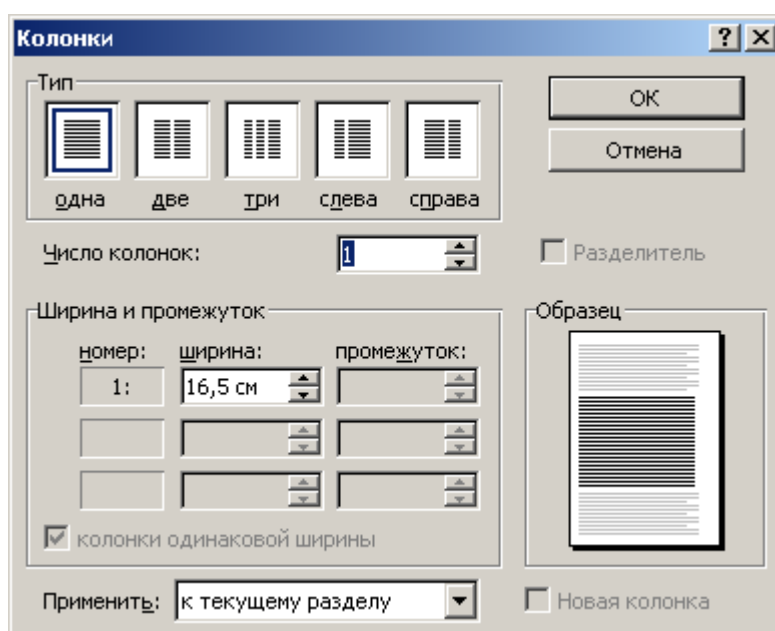 Колонки
Тип
одна две три слева справа
ОК
Отмена
Число колонок: 1
Разделитель
Ширина и промежуток
номер: ширина: промежуток:
1: 16,5 см
колонки одинаковой ширины
Образец
Применить: к текущему разделу
Новая колонка